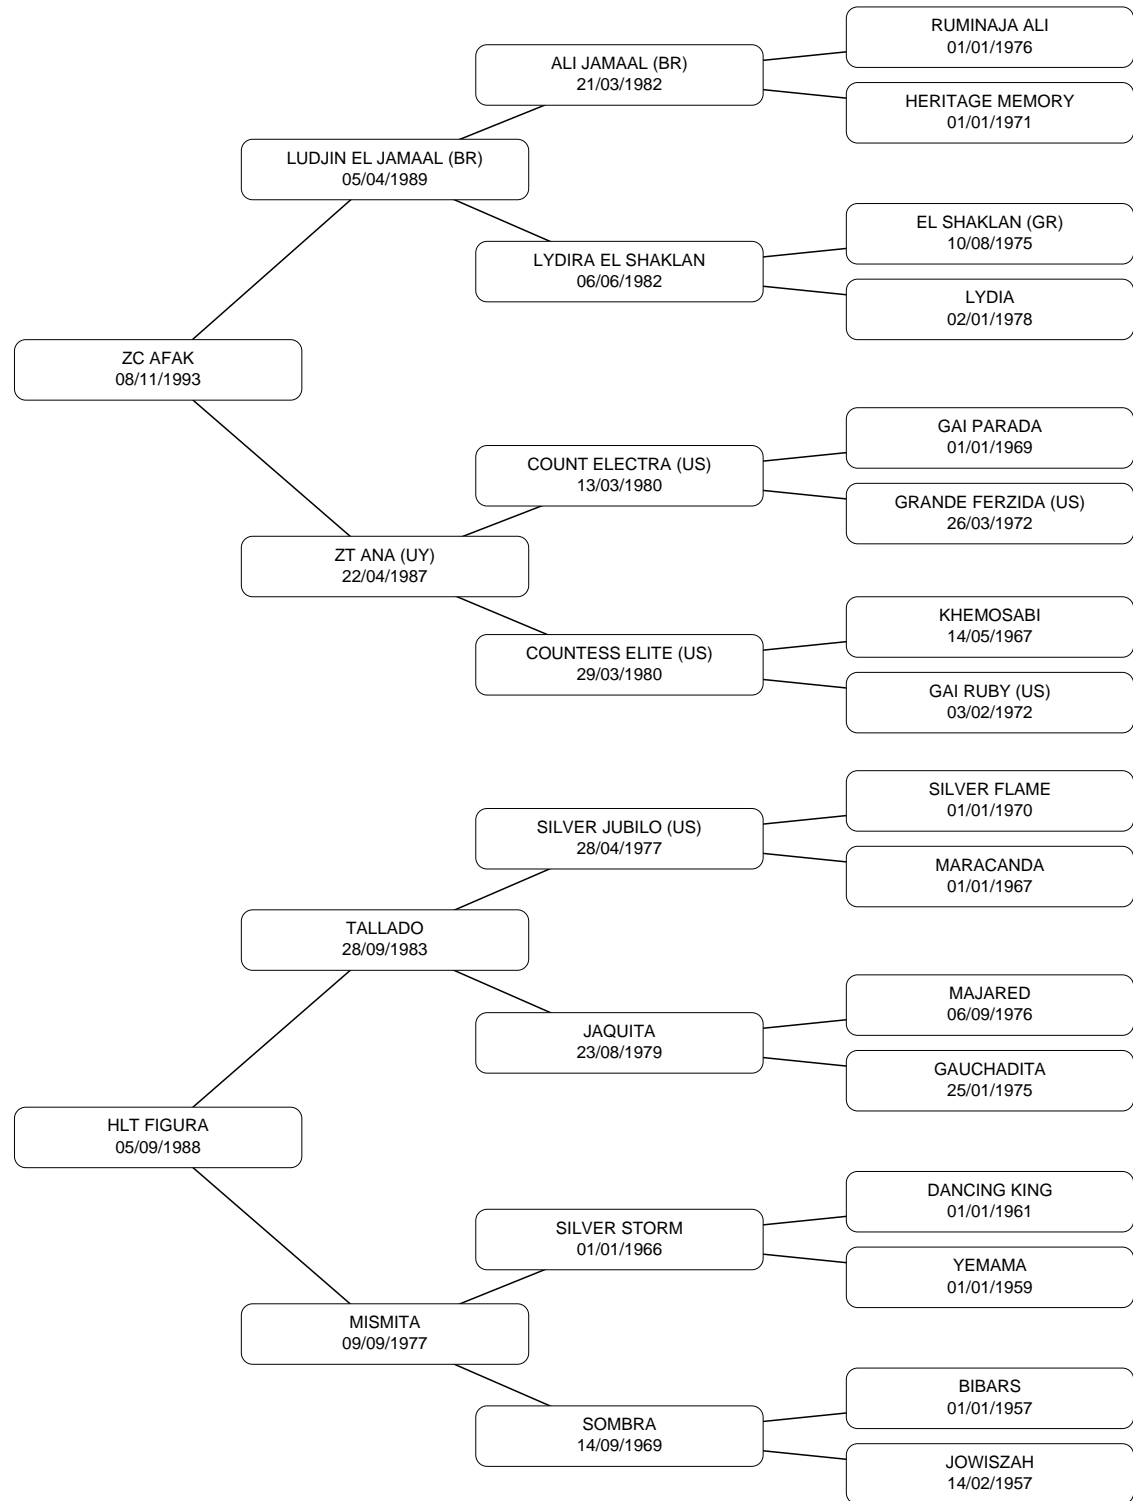 RUMINAJA ALI
01/01/1976
ALI JAMAAL (BR)
21/03/1982
HERITAGE MEMORY
01/01/1971
LUDJIN EL JAMAAL (BR)
05/04/1989
EL SHAKLAN (GR)
10/08/1975
LYDIRA EL SHAKLAN
06/06/1982
LYDIA
02/01/1978
ZC AFAK
08/11/1993
GAI PARADA
01/01/1969
COUNT ELECTRA (US)
13/03/1980
GRANDE FERZIDA (US)
26/03/1972
ZT ANA (UY)
22/04/1987
KHEMOSABI
14/05/1967
COUNTESS ELITE (US)
29/03/1980
GAI RUBY (US)
03/02/1972
SILVER FLAME
01/01/1970
SILVER JUBILO (US)
28/04/1977
MARACANDA
01/01/1967
TALLADO
28/09/1983
MAJARED
06/09/1976
JAQUITA
23/08/1979
GAUCHADITA
25/01/1975
HLT FIGURA
05/09/1988
DANCING KING
01/01/1961
SILVER STORM
01/01/1966
YEMAMA
01/01/1959
MISMITA
09/09/1977
BIBARS
01/01/1957
SOMBRA
14/09/1969
JOWISZAH
14/02/1957